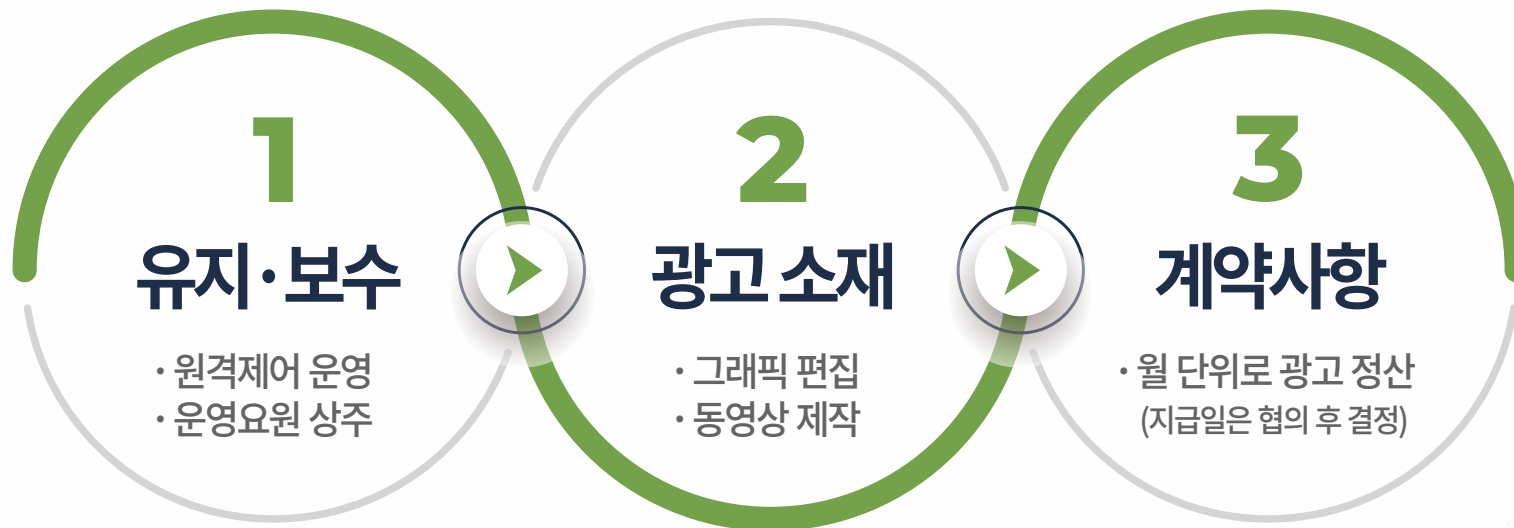 1
유지·보수
· 원격제어 운영
· 운영요원 상주
2
광고 소재
· 그래픽 편집
· 동영상 제작
3
계약사항
· 월 단위로 광고 정산
(지급일은 협의 후 결정)